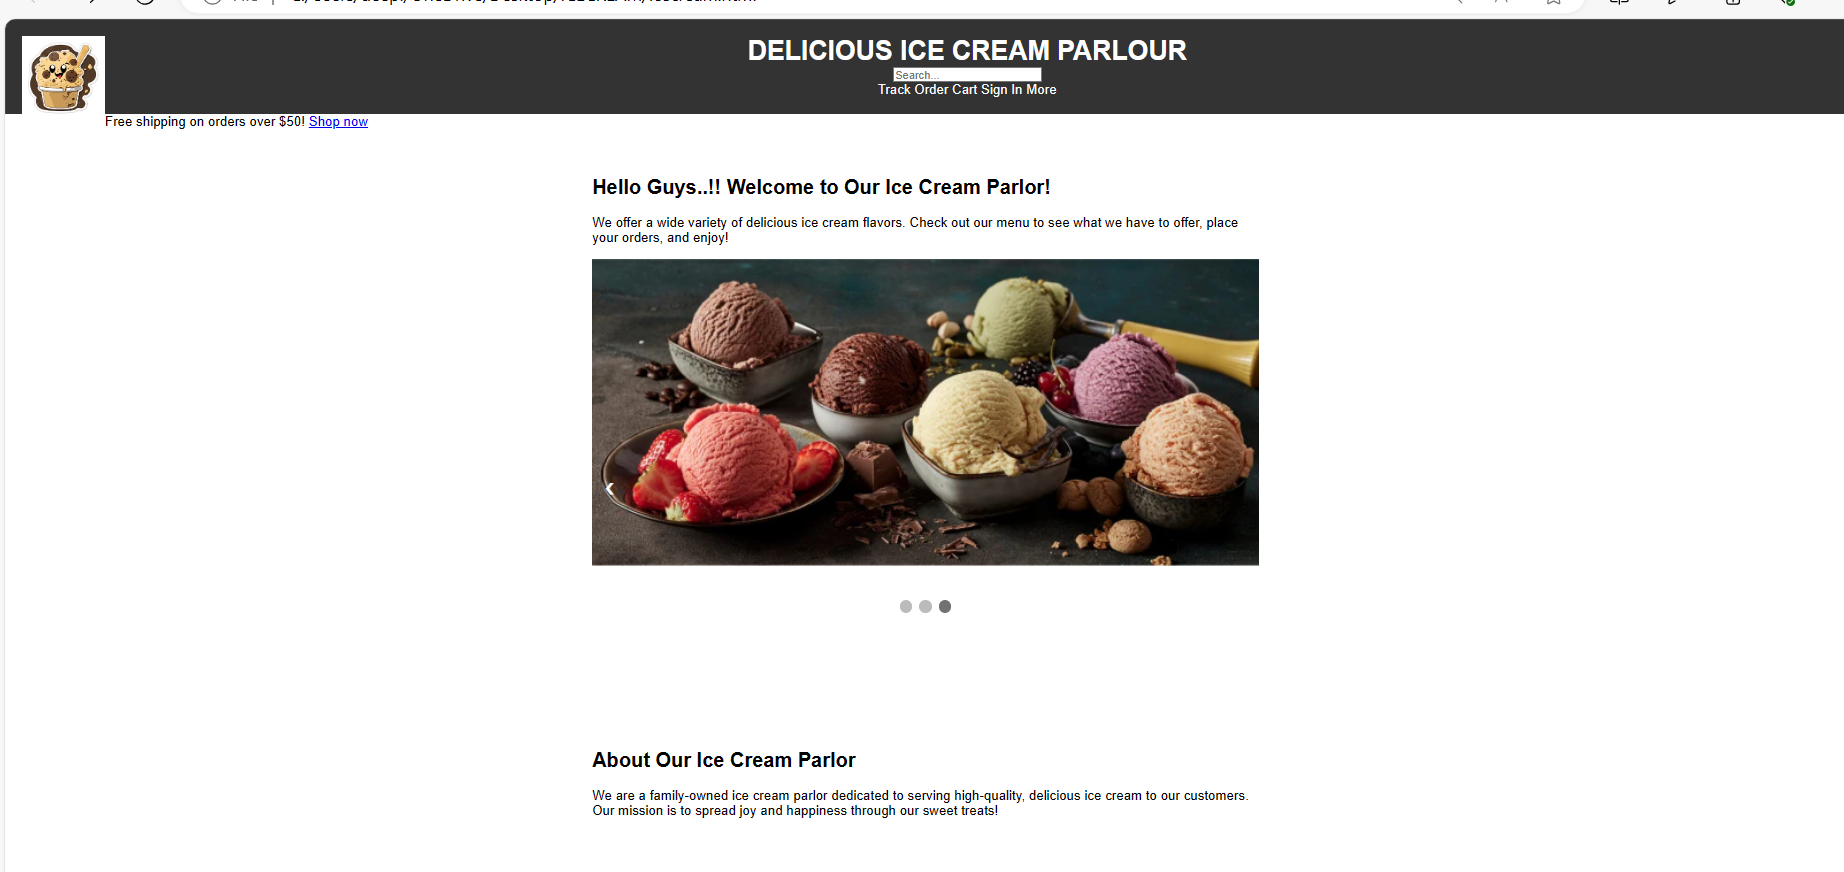 DELICIOUS ICE CREAM PARLOUR
Search...
Track Order Cart Sign In More
Free shipping on orders over $50! Shop now
Hello Guys..!! Welcome to Our Ice Cream Parlor!
We offer a wide variety of delicious ice cream flavors. Check out our menu to see what we have to offer, place
your orders, and enjoy!
About Our Ice Cream Parlor
We are a family-owned ice cream parlor dedicated to serving high-quality, delicious ice cream to our customers.
Our mission is to spread joy and happiness through our sweet treats!